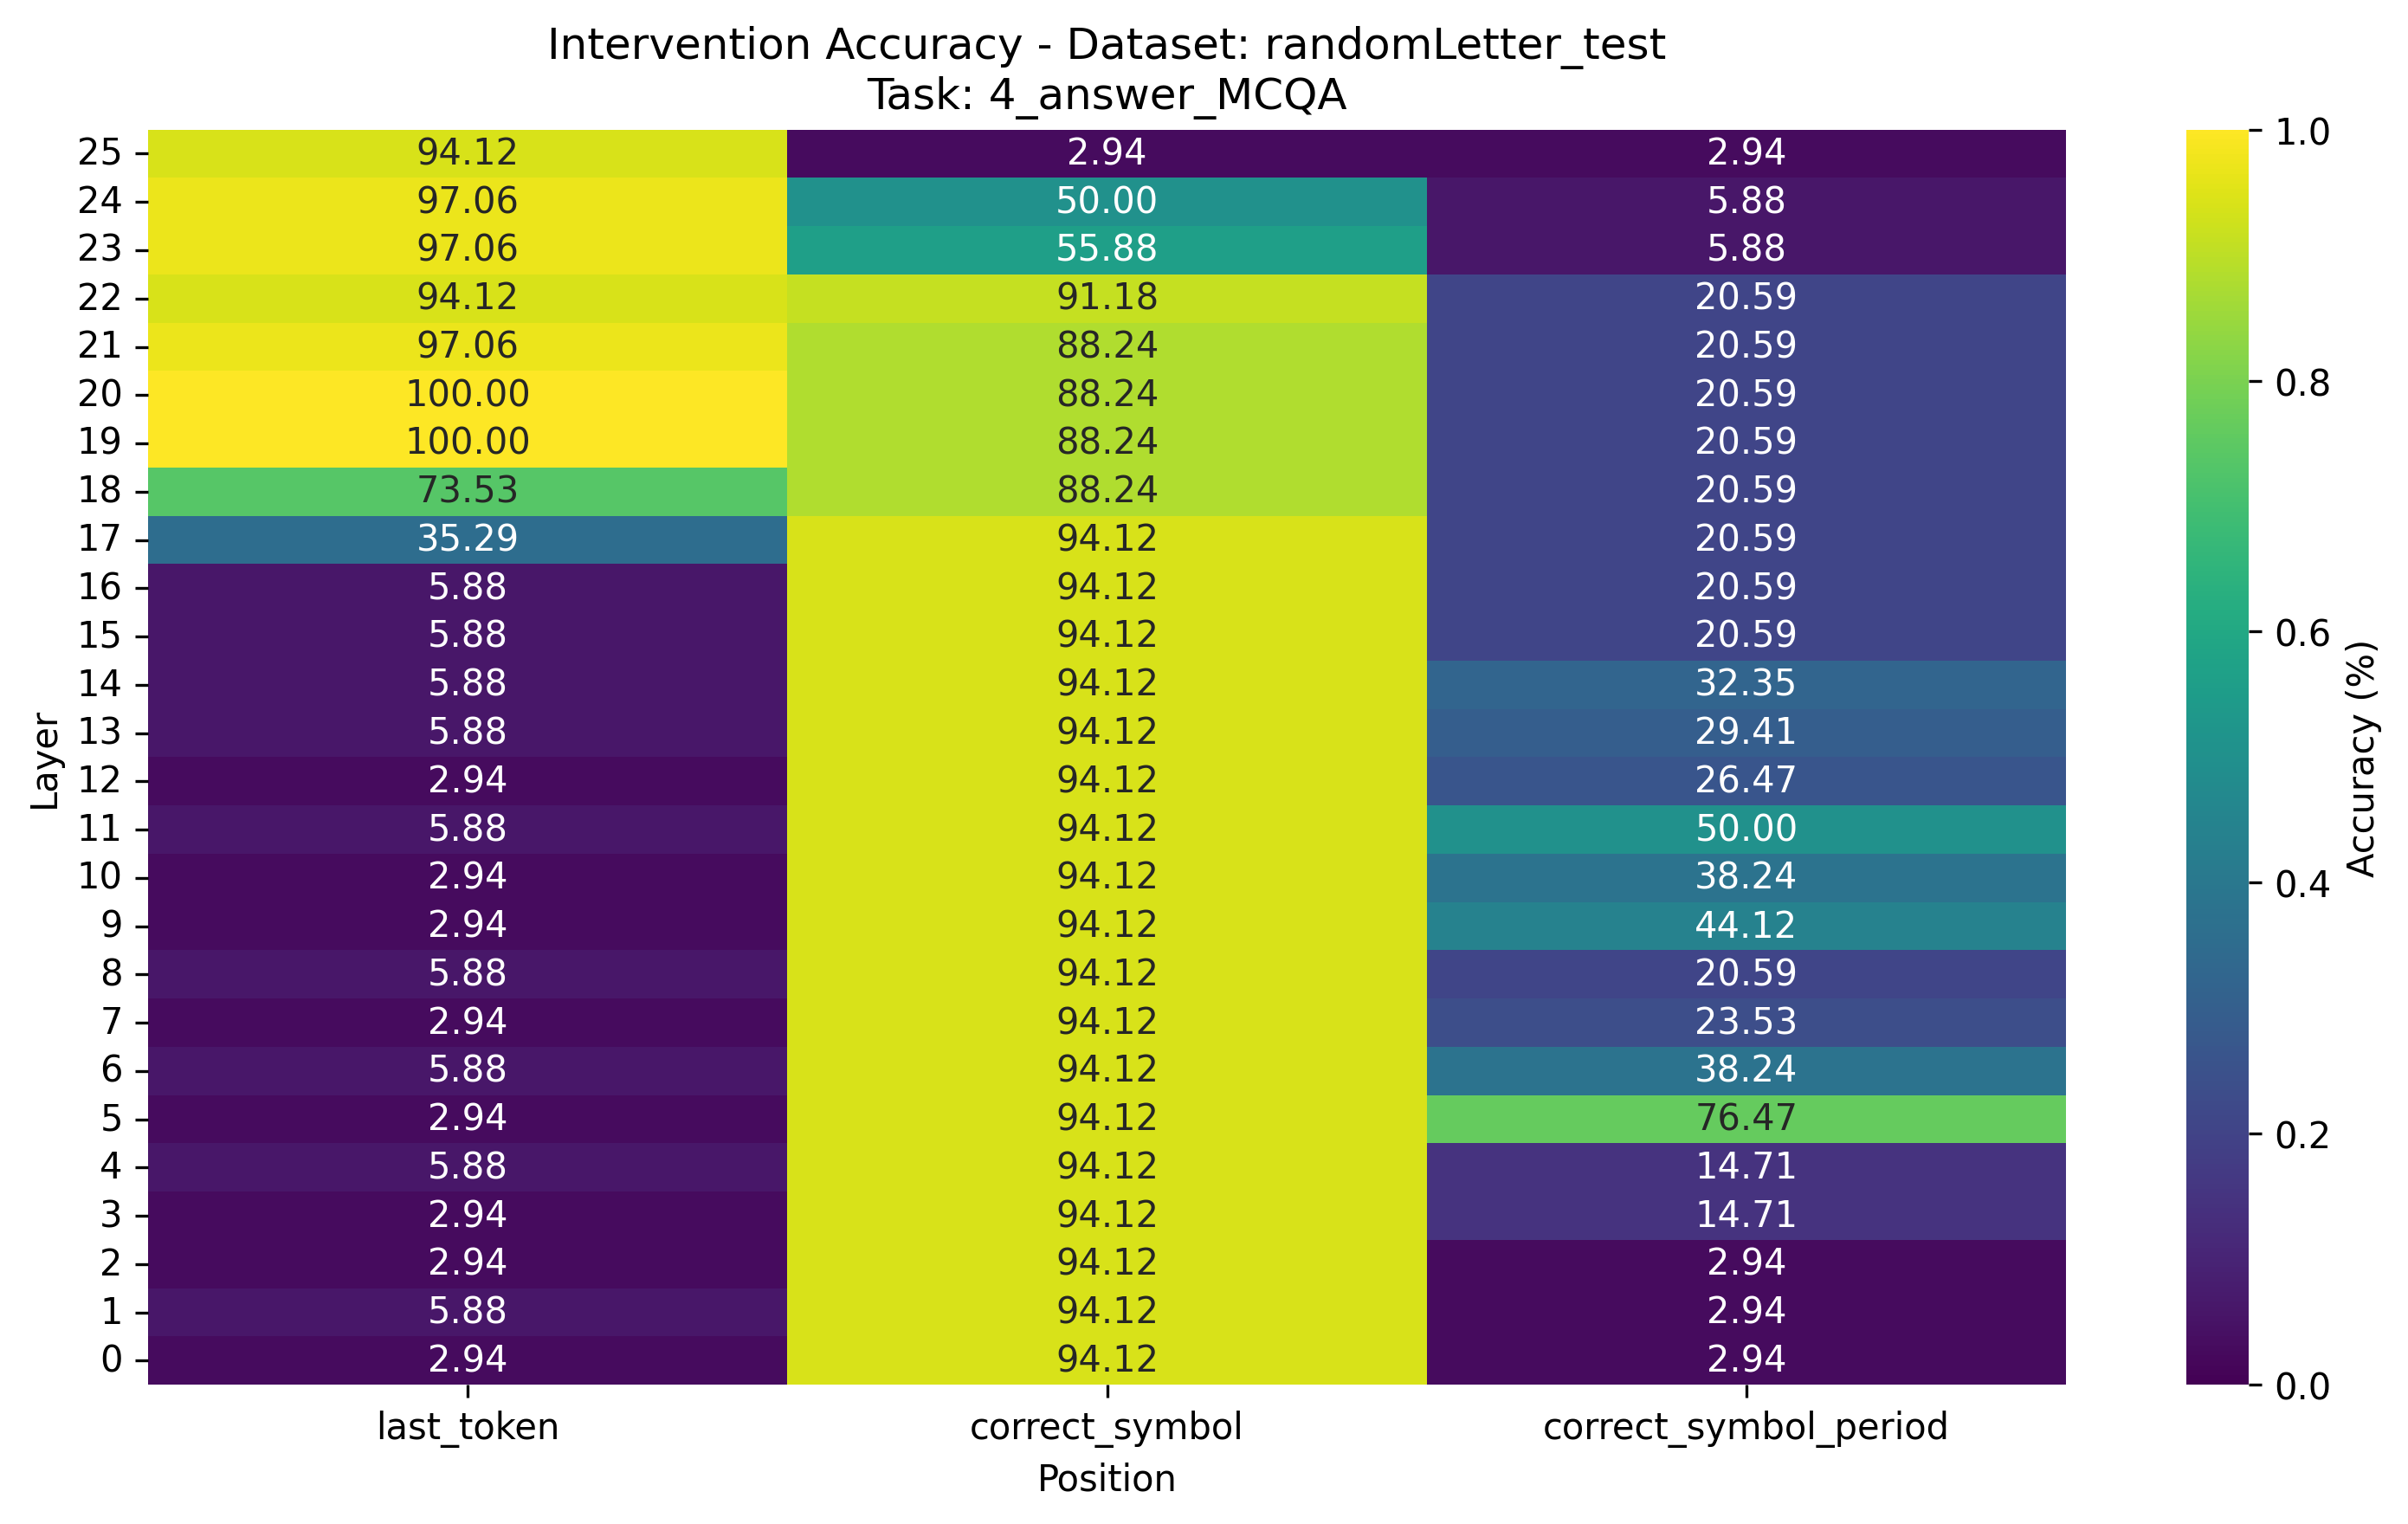 Intervention Accuracy - Dataset: randomLetter_test
Task: 4_answer_MCQA
25 94.12 2.94 2.94
24 97.06 50.00 5.88
23 97.06 55.88 5.88
22 94.12 91.18 20.59
21 97.06 88.24 20.59
20 100.00 88.24 20.59
19 100.00 88.24 20.59
18 73.53 88.24 20.59
17 35.29 94.12 20.59
16 5.88 94.12 20.59
15 5.88 94.12 20.59
14 5.88 94.12 32.35
13 5.88 94.12 29.41
12 2.94 94.12 26.47
11 5.88 94.12 50.00
10 2.94 94.12 38.24
9 2.94 94.12 44.12
8 5.88 94.12 20.59
7 2.94 94.12 23.53
6 5.88 94.12 38.24
5 2.94 94.12 76.47
4 5.88 94.12 14.71
3 2.94 94.12 14.71
2 2.94 94.12 2.94
1 5.88 94.12 2.94
0 2.94 94.12 2.94
last_token correct_symbol correct_symbol_period
Position
Layer
1.0
0.8
0.6
0.4
0.2
0.0
Accuracy (%)